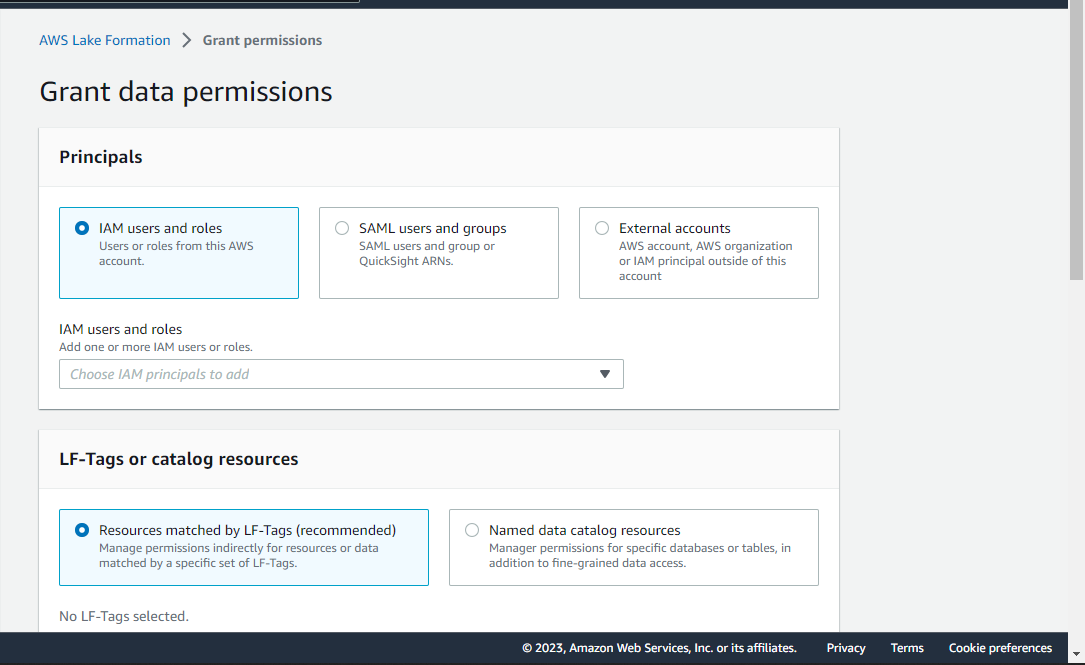 AWS Lake Formation > Grant permissions
Grant data permissions
Principals
IAM users and roles
Users or roles from this AWS
account.
SAML users and groups
SAML users and group or
QuickSight ARNs.
External accounts
AWS account, AWS organization
or IAM principal outside of this
account
IAM users and roles
Add one or more IAM users or roles.
Choose IAM principals to add
LF-Tags or catalog resources
Resources matched by LF-Tags (recommended)
Manage permissions indirectly for resources or data
matched by a specific set of LF-Tags.
Named data catalog resources
Manager permissions for specific databases or tables, in
addition to fine-grained data access.
No LF-Tags selected.
© 2023, Amazon Web Services, Inc. or its affiliates. Privacy Terms Cookie preferences